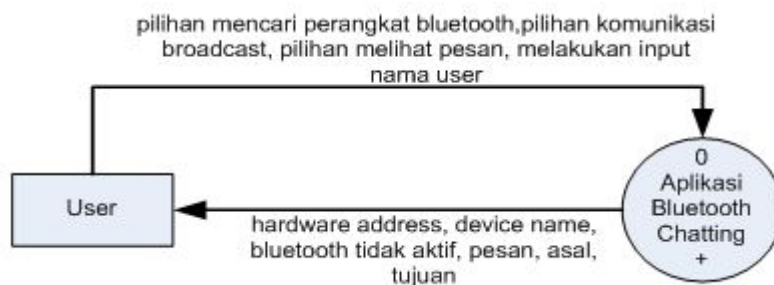 pilihan mencari perangkat bluetooth,pilihan komunikasi
broadcast, pilihan melihat pesan, melakukan input
nama user
User
0
Aplikasi
Bluetooth
Chatting
+
hardware address, device name,
bluetooth tidak aktif, pesan, asal,
tujuan